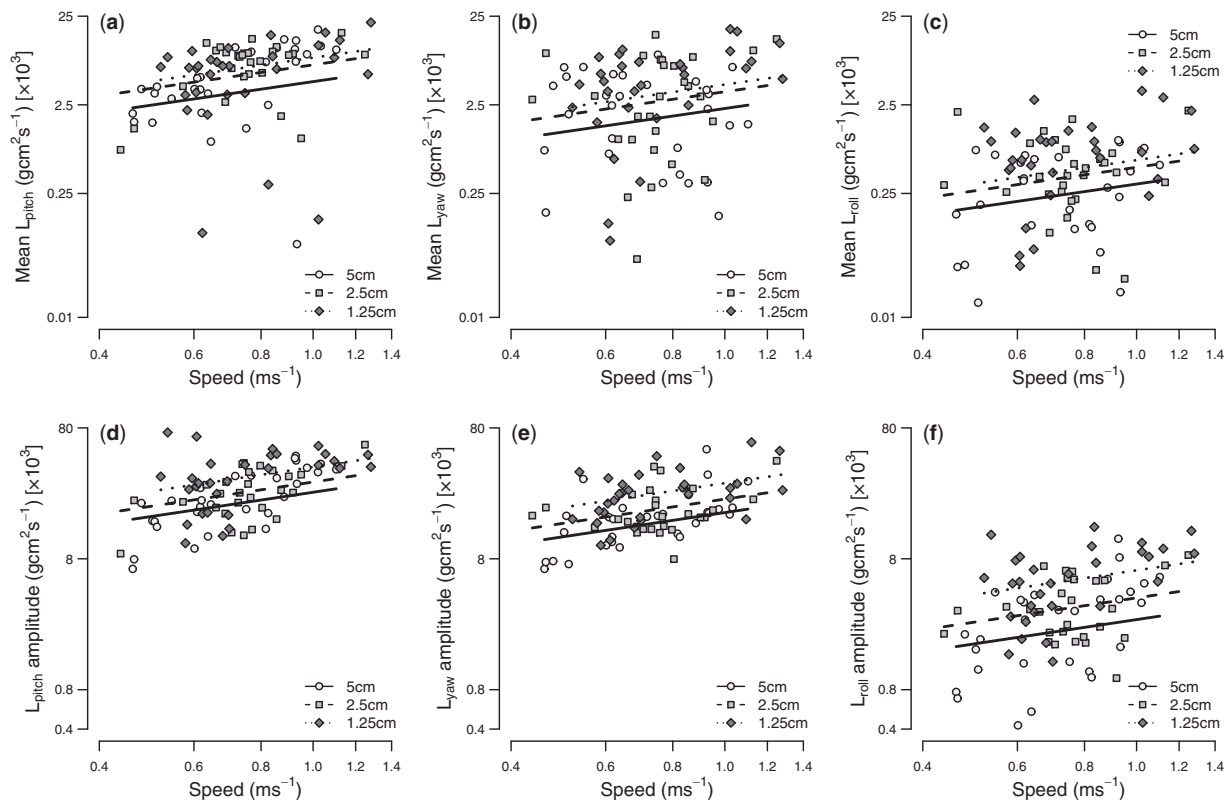 (a)
Mean Lpitch (gcm²s⁻¹) [×10³]
25
2.5
0.25
0.01
5cm
2.5cm
1.25cm
0.4 0.6 0.8 1.0 1.2 1.4
Speed (ms⁻¹)
(b)
Mean Lyaw (gcm²s⁻¹) [×10³]
25
2.5
0.25
0.01
5cm
2.5cm
1.25cm
0.4 0.6 0.8 1.0 1.2 1.4
Speed (ms⁻¹)
(c)
Mean Lroll (gcm²s⁻¹) [×10³]
25
2.5
0.25
0.01
5cm
2.5cm
1.25cm
0.4 0.6 0.8 1.0 1.2 1.4
Speed (ms⁻¹)
(d)
Lpitch amplitude (gcm²s⁻¹) [×10³]
80
8
0.8
0.4
5cm
2.5cm
1.25cm
0.4 0.6 0.8 1.0 1.2 1.4
Speed (ms⁻¹)
(e)
Lyaw amplitude (gcm²s⁻¹) [×10³]
80
8
0.8
0.4
5cm
2.5cm
1.25cm
0.4 0.6 0.8 1.0 1.2 1.4
Speed (ms⁻¹)
(f)
Lroll amplitude (gcm²s⁻¹) [×10³]
80
8
0.8
0.4
5cm
2.5cm
1.25cm
0.4 0.6 0.8 1.0 1.2 1.4
Speed (ms⁻¹)